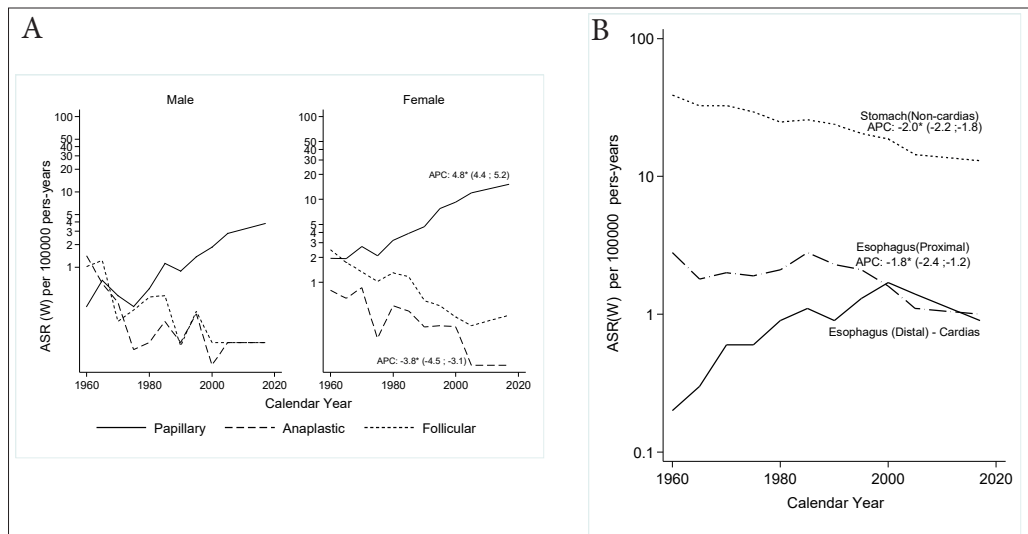 A
Male
Female
ASR (W) per 100000 pers-years
100
50
40
30
20
10
5
4
3
2
1
100
50
40
30
20
10
5
4
3
2
1
APC: 4.8* (4.4 ; 5.2)
APC: -3.8* (-4.5 ; -3.1)
1960
1980
2000
2020
1960
1980
2000
2020
Calendar Year
Papillary
Anaplastic
Follicular
B
ASR(W) per 100000 pers-years
100
10
1
0.1
Stomach(Non-cardias)
APC: -2.0* (-2.2 ;-1.8)
Esophagus(Proximal)
APC: -1.8* (-2.4 ;-1.2)
Esophagus (Distal) - Cardias
1960
1980
2000
2020
Calendar Year